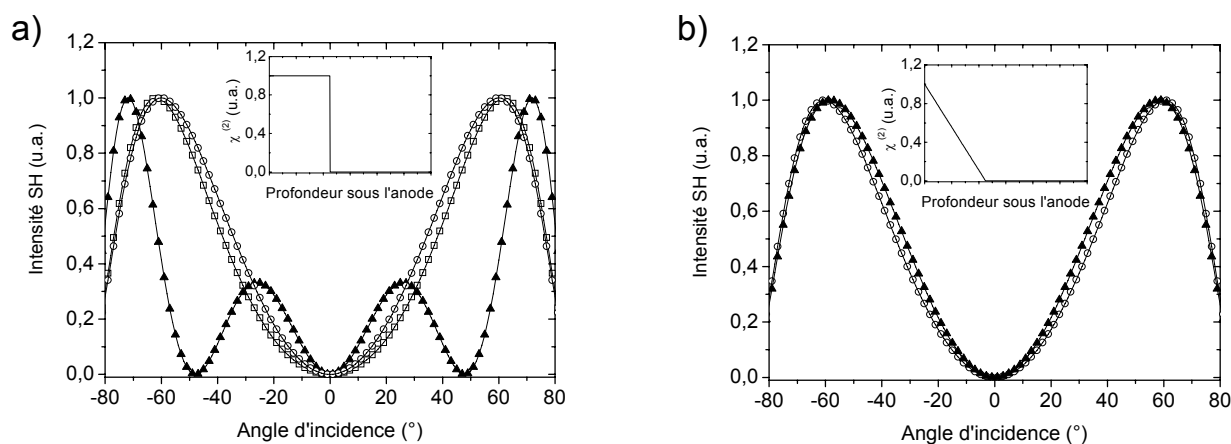 a)
1,2
1,0
0,8
0,6
0,4
0,2
0,0
Intensité SH (u.a.)
-80 -60 -40 -20 0 20 40 60 80
Angle d'incidence (°)
1,2
0,8
0,4
0,0
χ (2) (u.a.)
Profondeur sous l'anode
b)
1,2
1,0
0,8
0,6
0,4
0,2
0,0
Intensité SH (u.a.)
-80 -60 -40 -20 0 20 40 60 80
Angle d'incidence (°)
1,2
0,8
0,4
0,0
χ (2) (u.a.)
Profondeur sous l'anode